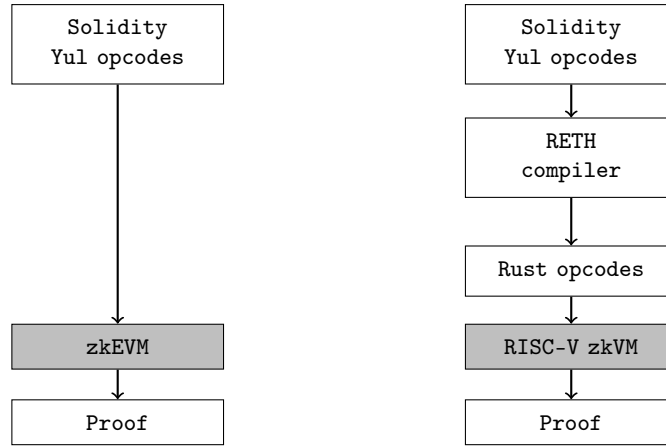 Solidity
Yul opcodes
zkEVM
Proof
Solidity
Yul opcodes
RETH
compiler
Rust opcodes
RISC-V zkVM
Proof